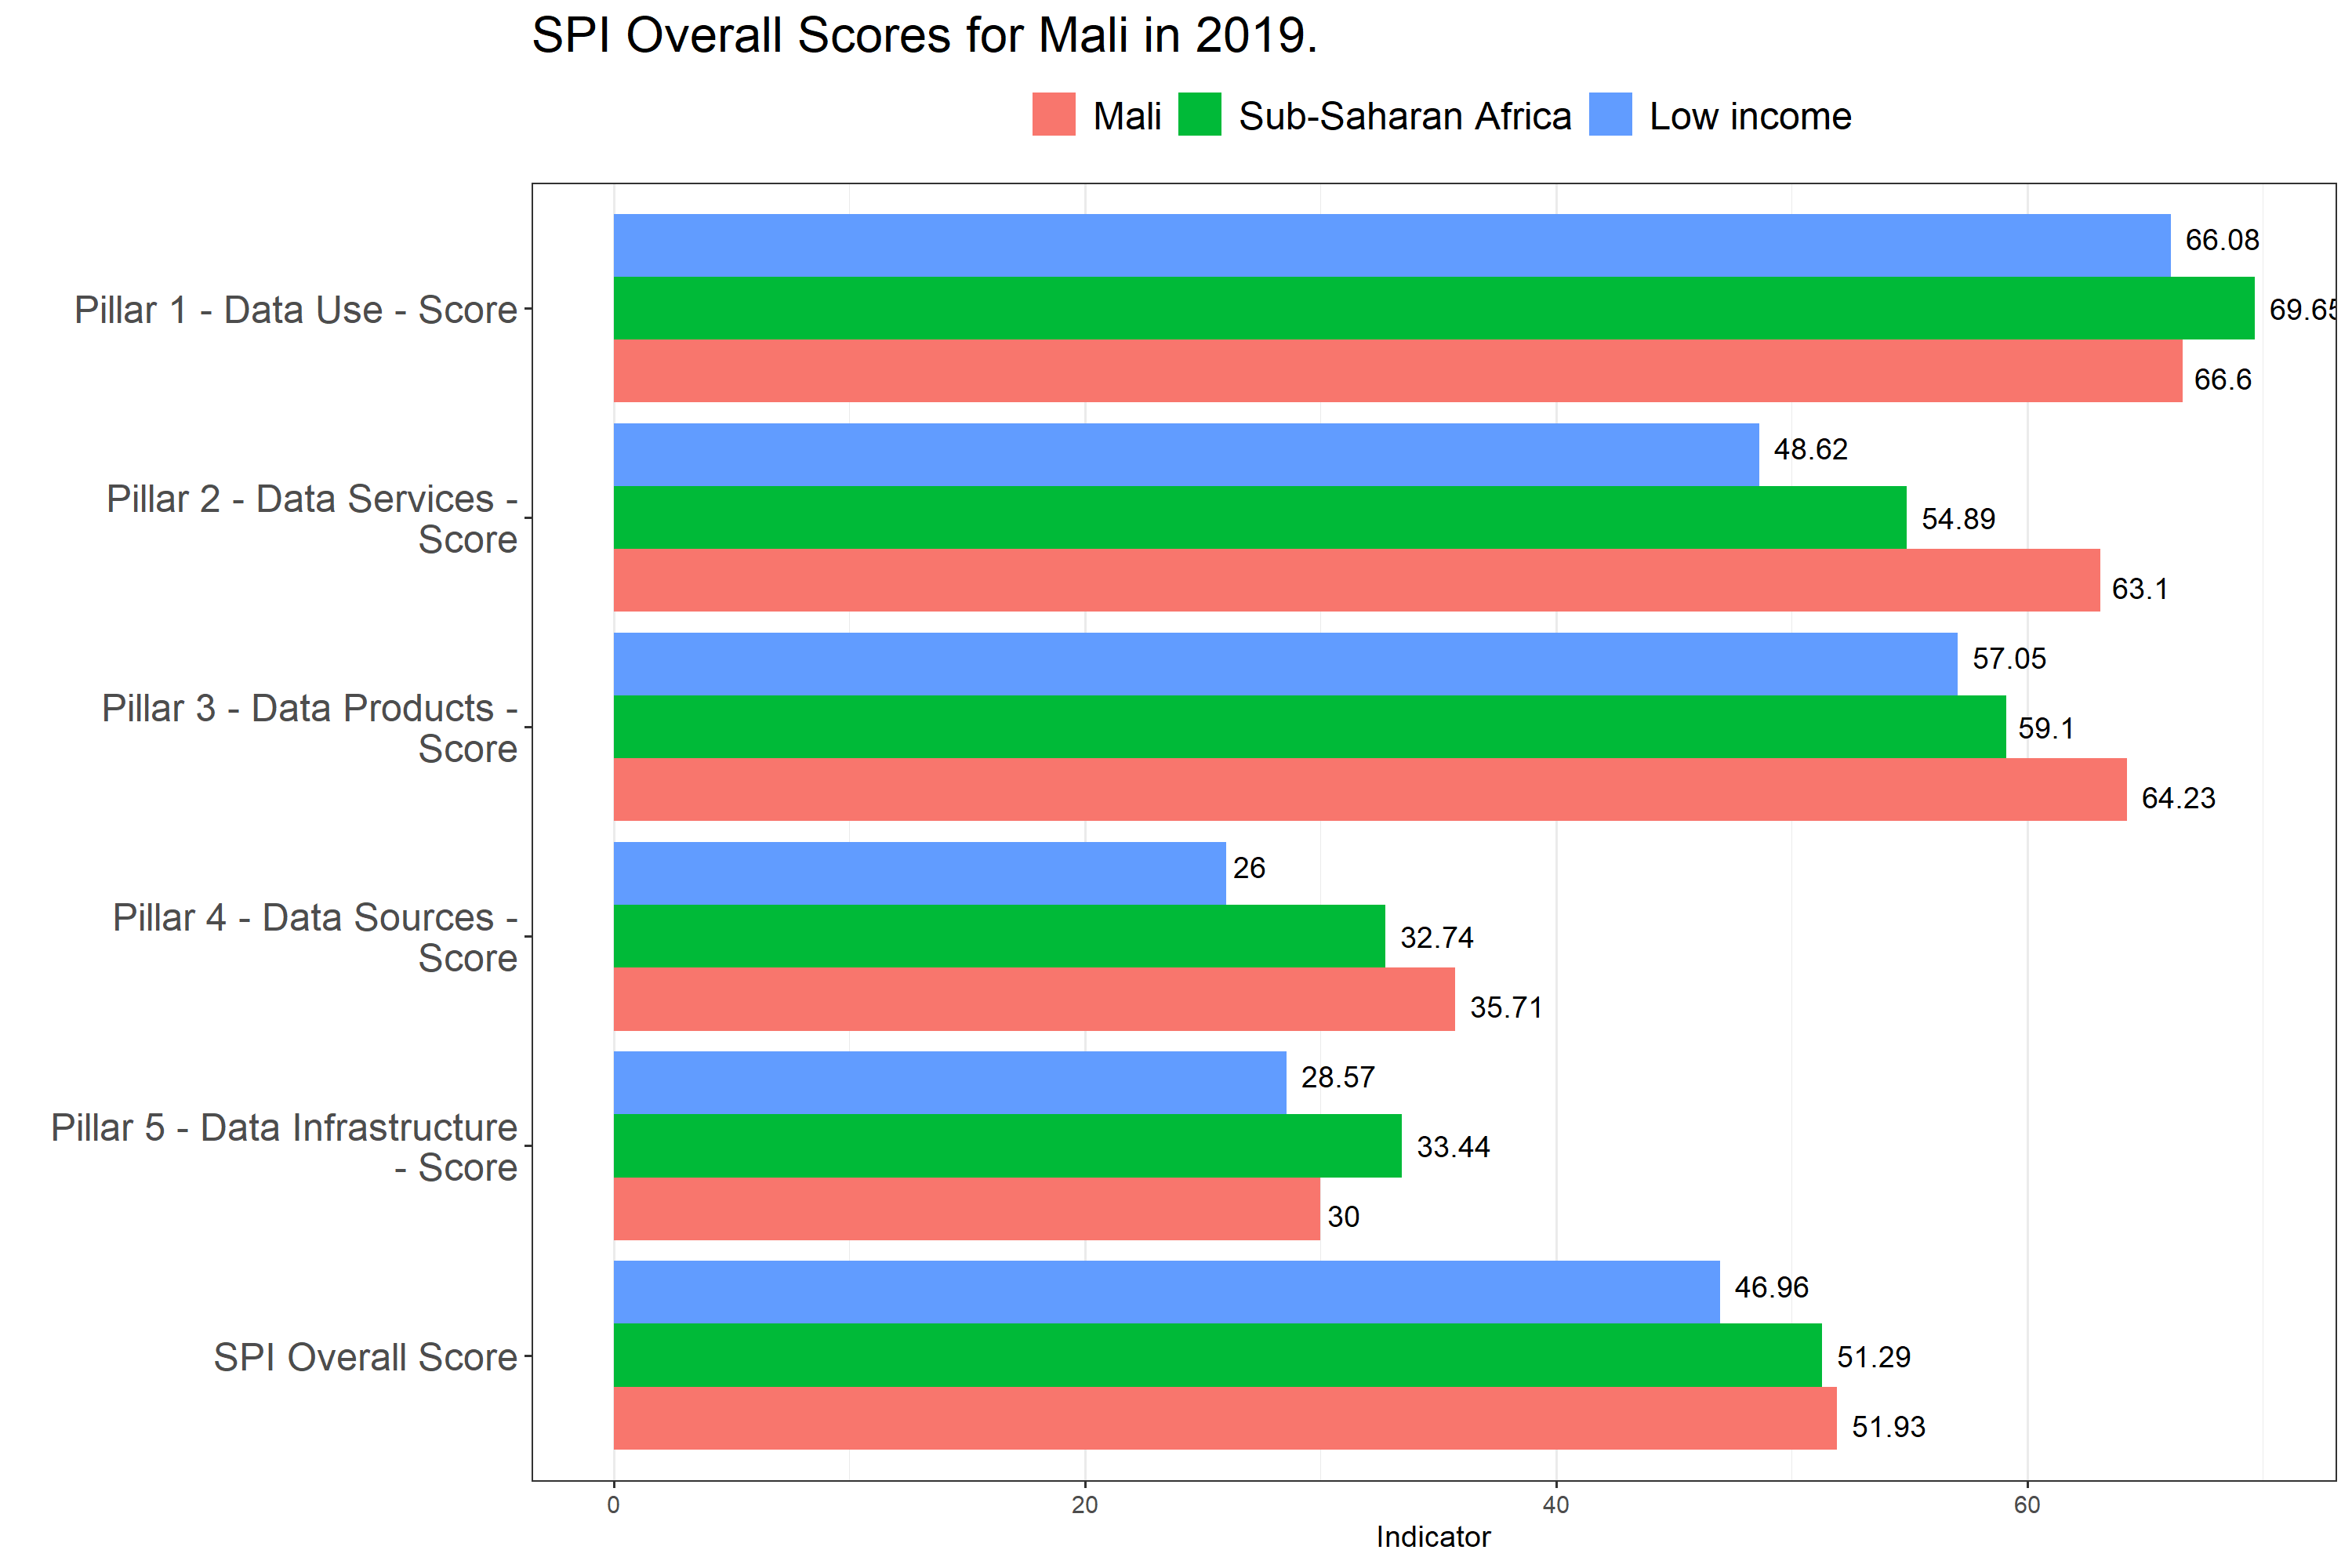 SPI Overall Scores for Mali in 2019.
Mali Sub-Saharan Africa Low income
Pillar 1 - Data Use - Score
66.08
69.65
66.6
Pillar 2 - Data Services -
Score
48.62
54.89
63.1
Pillar 3 - Data Products -
Score
57.05
59.1
64.23
Pillar 4 - Data Sources -
Score
26
32.74
35.71
Pillar 5 - Data Infrastructure
- Score
28.57
33.44
30
SPI Overall Score
46.96
51.29
51.93
0 20 40 60
Indicator